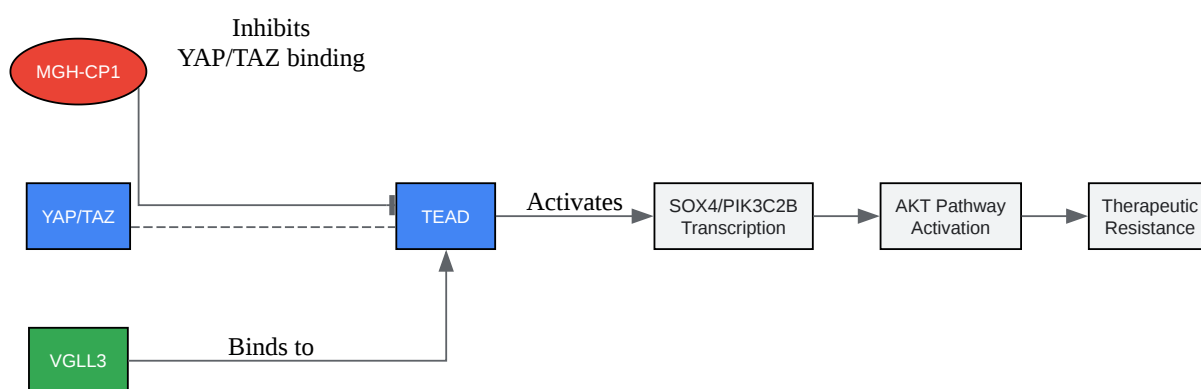 Inhibits
YAP/TAZ binding
MGH-CP1
YAP/TAZ
TEAD
Activates
SOX4/PIK3C2B
Transcription
AKT Pathway
Activation
Therapeutic
Resistance
VGLL3
Binds to